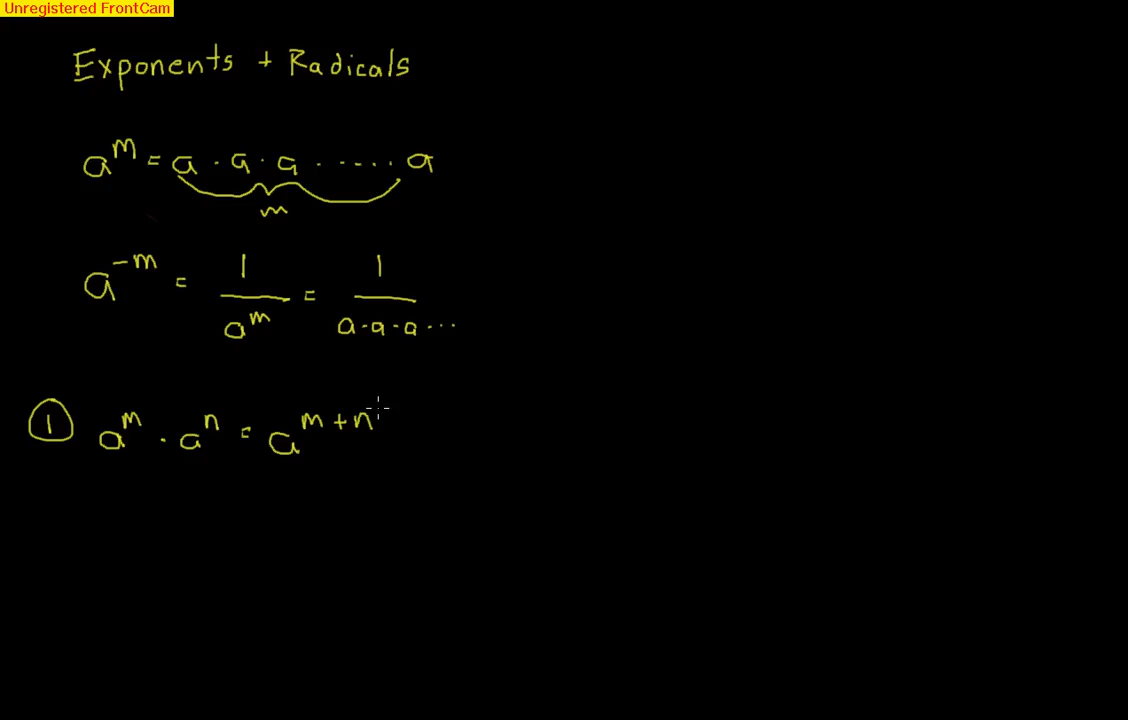 Unregistered FrontCam
Exponents + Radicals
a^m = a · a · a · ····· a
m
a^-m = 1/a^m = 1/a·a·a···
① a^m · a^n = a^m+n